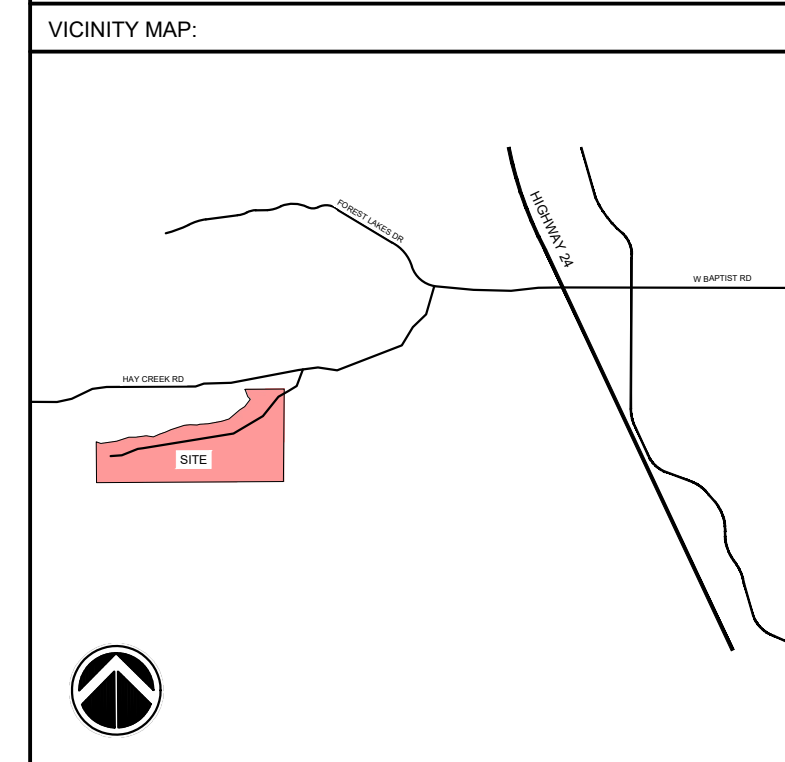 VICINITY MAP:
FOREST LAKES DR
HIGHWAY 24
W BAPTIST RD
HAY CREEK RD
SITE